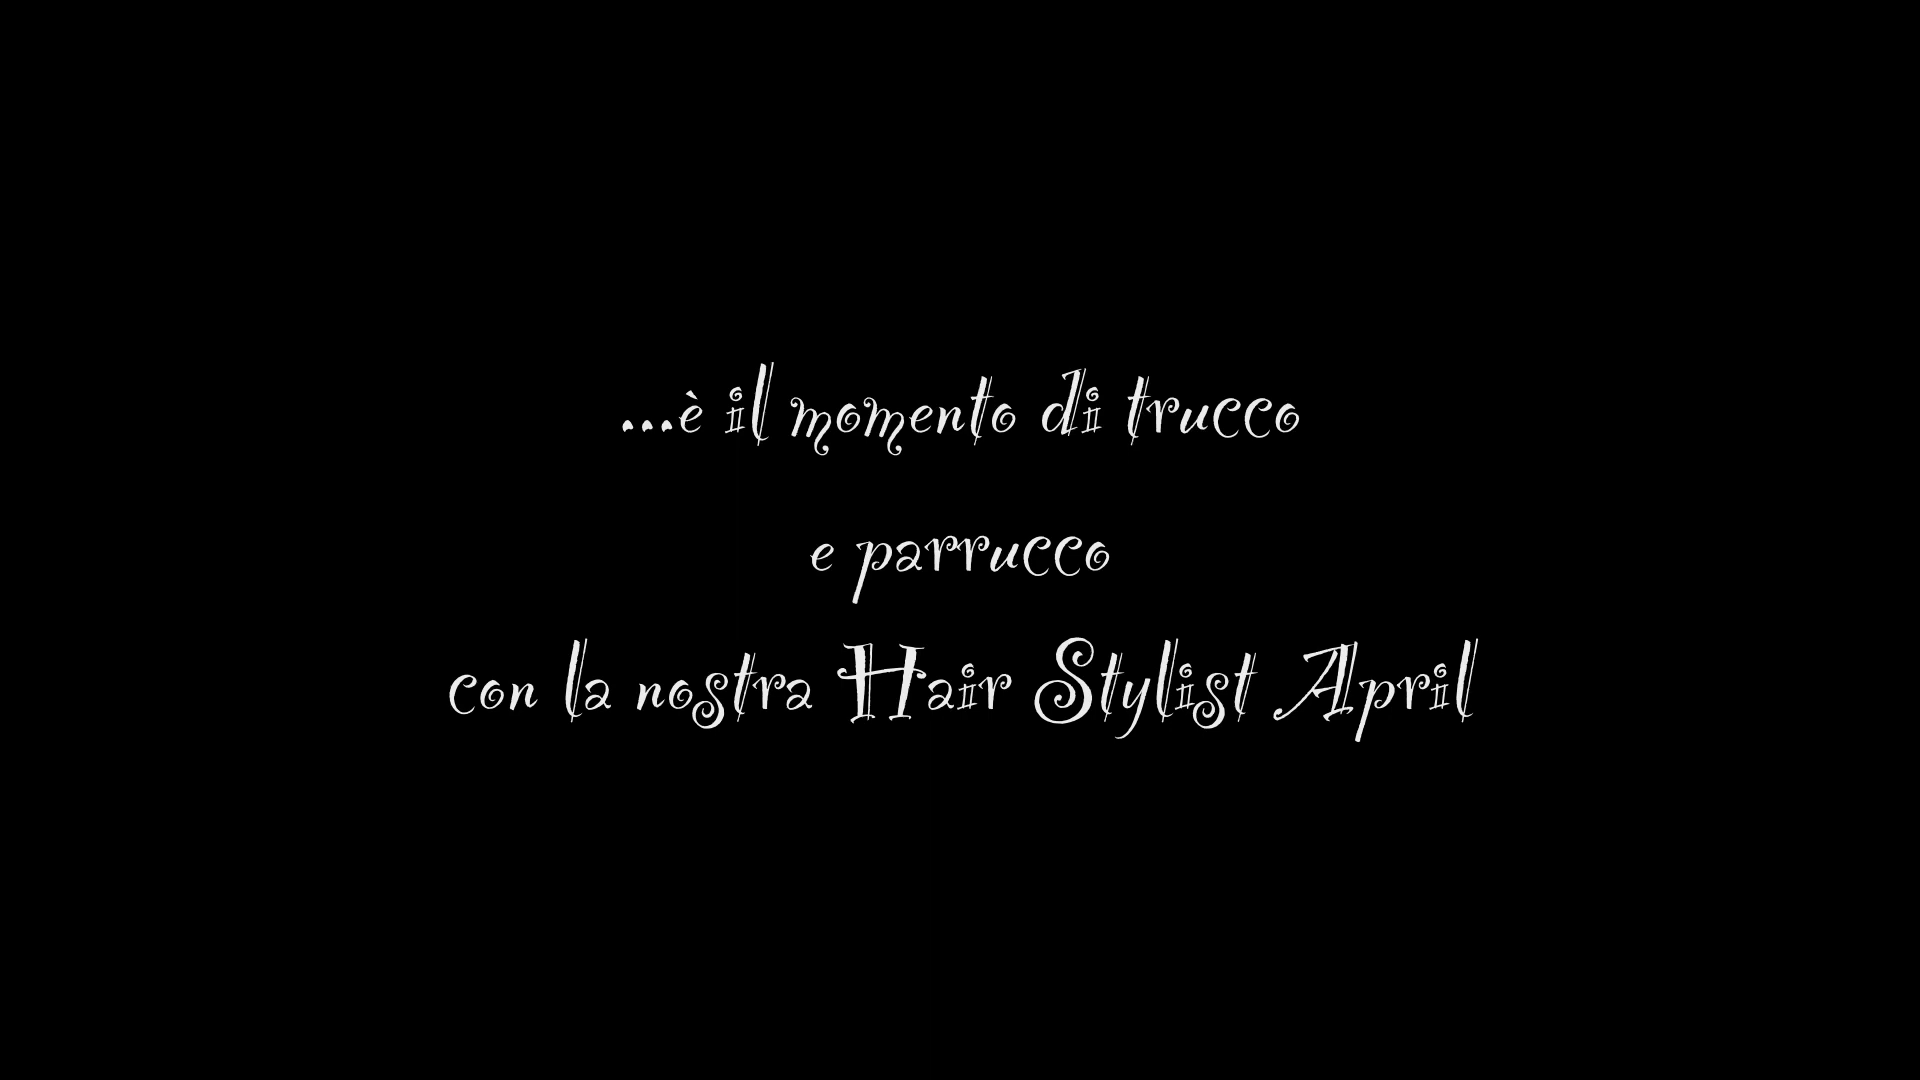 ...è il momento di trucco
e parrucco
con la nostra Hair Stylist April